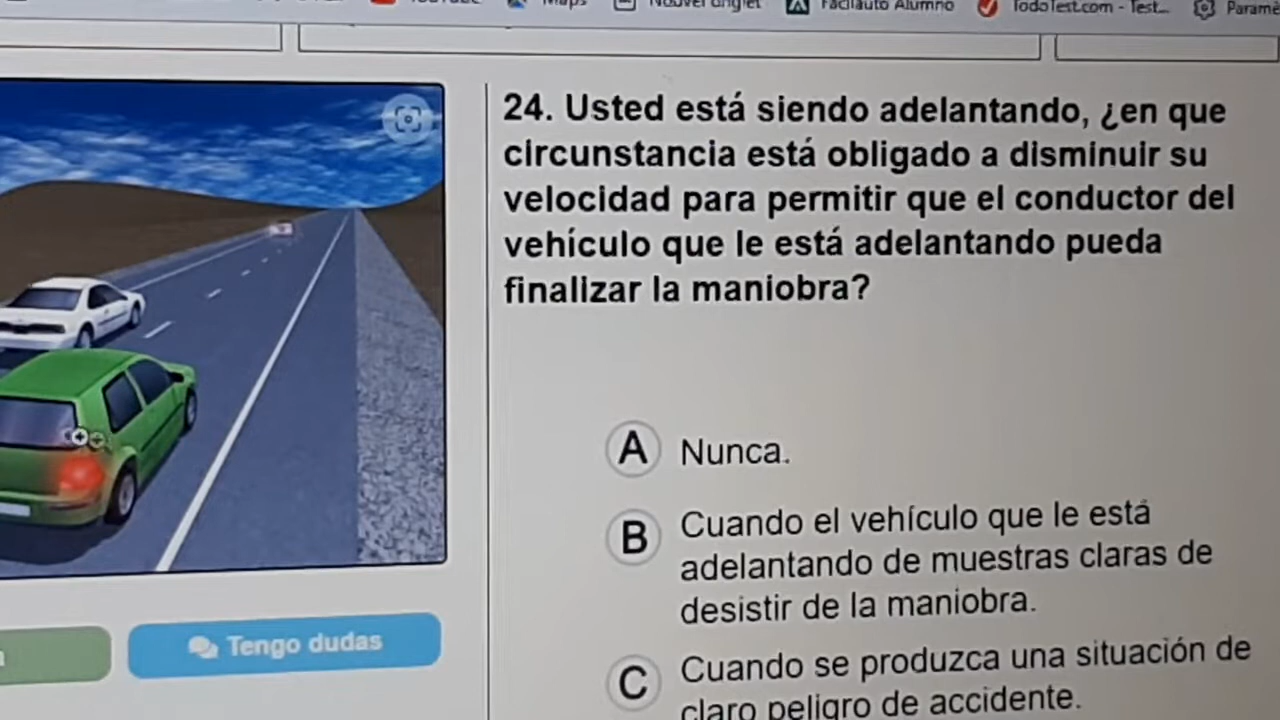 Maps
Nouvel onglet
Facilauto Alumno
TodoTest.com - Test...
24. Usted está siendo adelantando, ¿en que
circunstancia está obligado a disminuir su
velocidad para permitir que el conductor del
vehículo que le está adelantando pueda
finalizar la maniobra?
A Nunca.
B Cuando el vehículo que le está
adelantando de muestras claras de
desistir de la maniobra.
C Cuando se produzca una situación de
claro peligro de accidente.
Tengo dudas